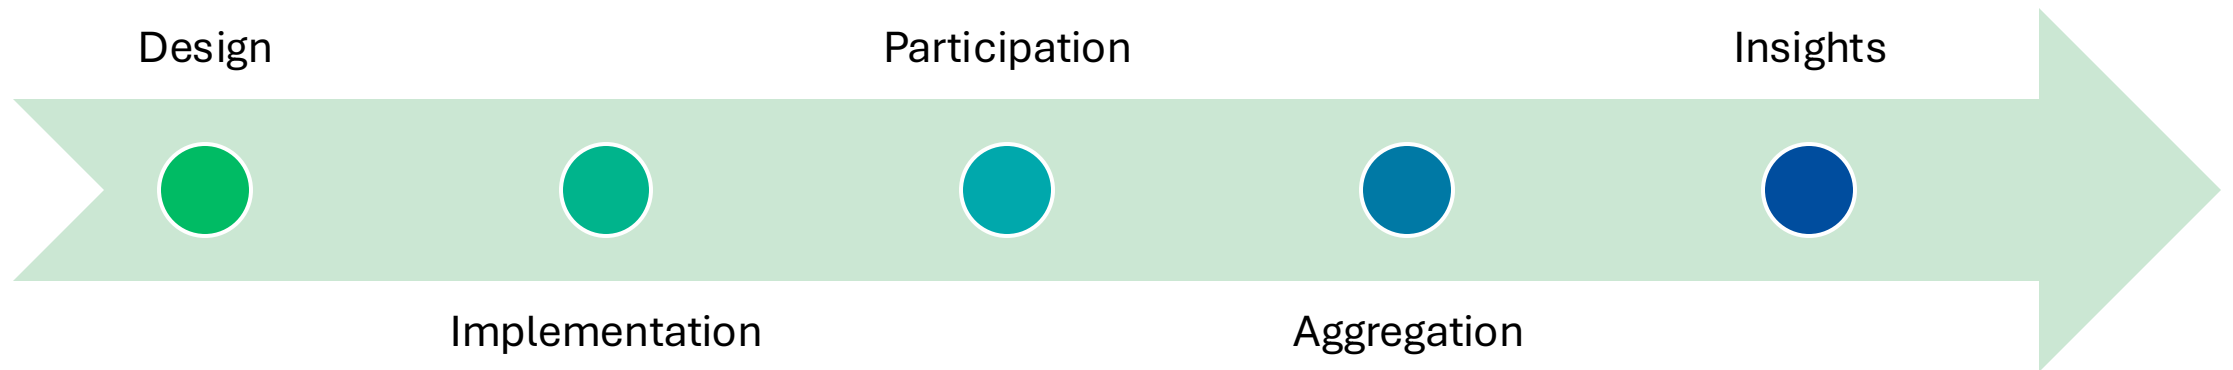 Design
Implementation
Participation
Aggregation
Insights